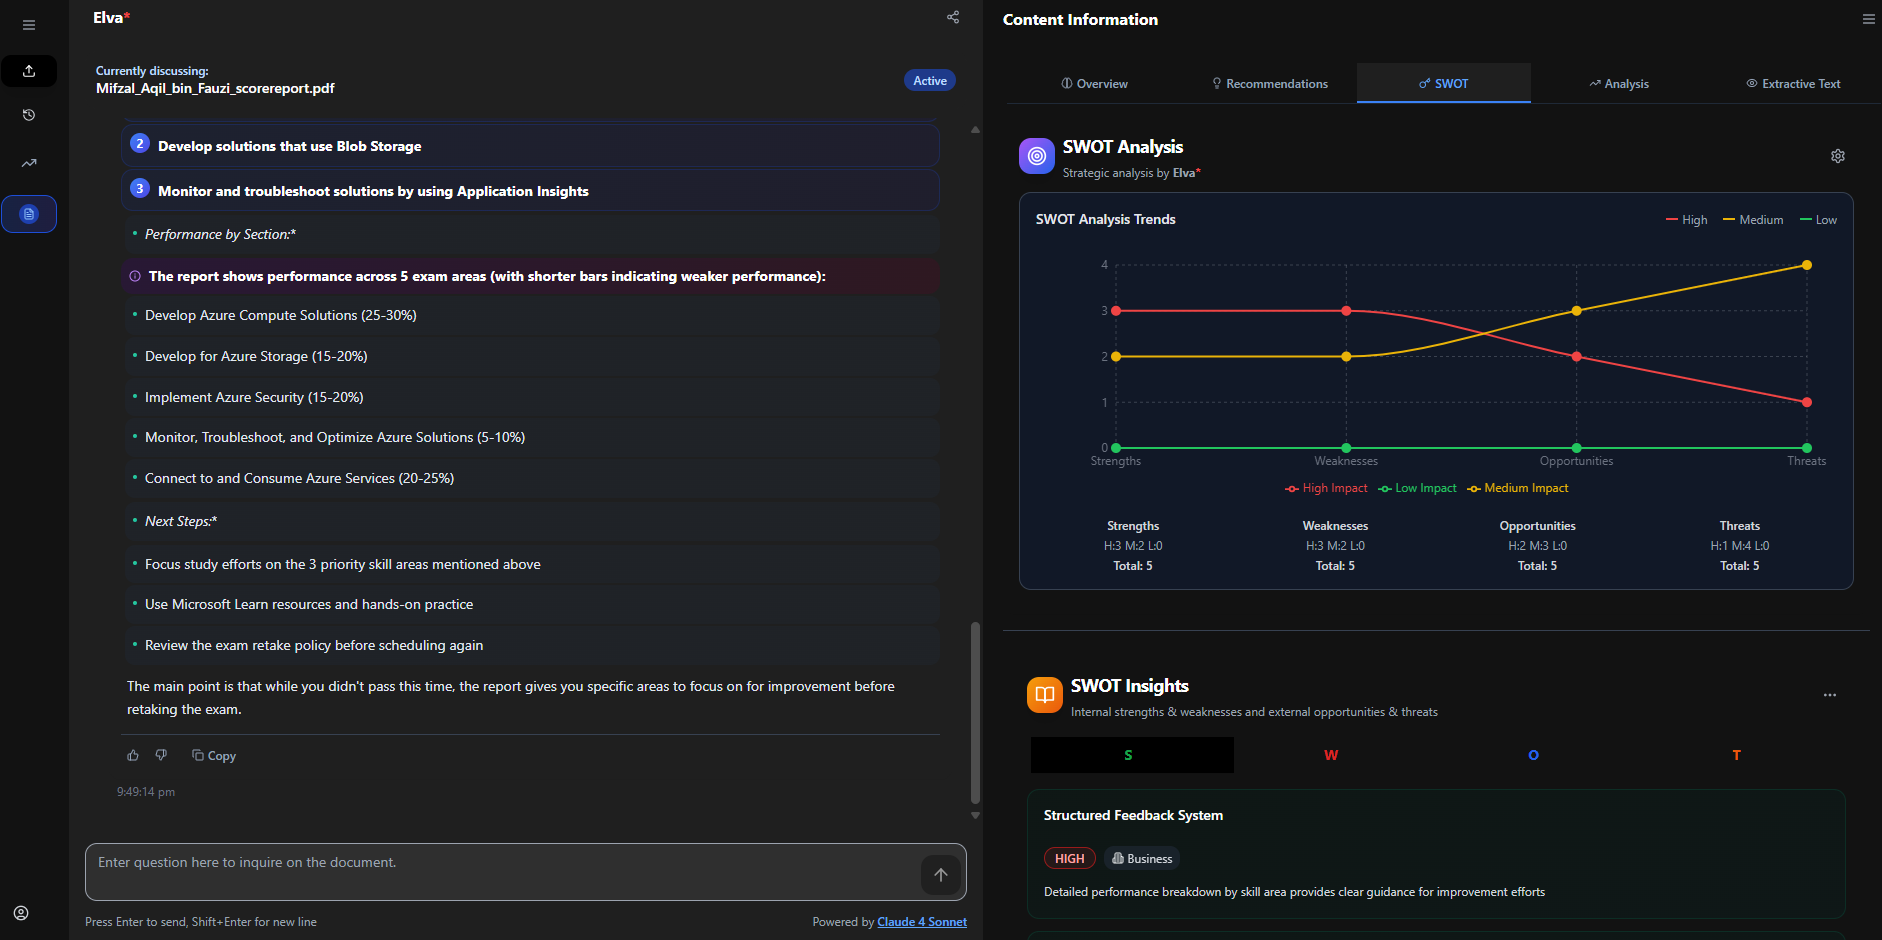 Elva*
Currently discussing:
Mifzal_Aqil_bin_Fauzi_scorereport.pdf
Active
2 Develop solutions that use Blob Storage
3 Monitor and troubleshoot solutions by using Application Insights
• Performance by Section:*
The report shows performance across 5 exam areas (with shorter bars indicating weaker performance):
• Develop Azure Compute Solutions (25-30%)
• Develop for Azure Storage (15-20%)
• Implement Azure Security (15-20%)
• Monitor, Troubleshoot, and Optimize Azure Solutions (5-10%)
• Connect to and Consume Azure Services (20-25%)
• Next Steps:*
• Focus study efforts on the 3 priority skill areas mentioned above
• Use Microsoft Learn resources and hands-on practice
• Review the exam retake policy before scheduling again
The main point is that while you didn't pass this time, the report gives you specific areas to focus on for improvement before
retaking the exam.
Copy
9:49:14 pm
Enter question here to inquire on the document.
Press Enter to send, Shift+Enter for new line
Powered by Claude 4 Sonnet
Content Information
Overview
Recommendations
SWOT
Analysis
Extractive Text
SWOT Analysis
Strategic analysis by Elva*
SWOT Analysis Trends
High Medium Low
4
3
2
1
0
Strengths Weaknesses Opportunities Threats
High Impact Low Impact Medium Impact
Strengths Weaknesses Opportunities Threats
H:3 M:2 L:0 H:3 M:2 L:0 H:2 M:3 L:0 H:1 M:4 L:0
Total: 5 Total: 5 Total: 5 Total: 5
SWOT Insights
Internal strengths & weaknesses and external opportunities & threats
S W O T
Structured Feedback System
HIGH Business
Detailed performance breakdown by skill area provides clear guidance for improvement efforts